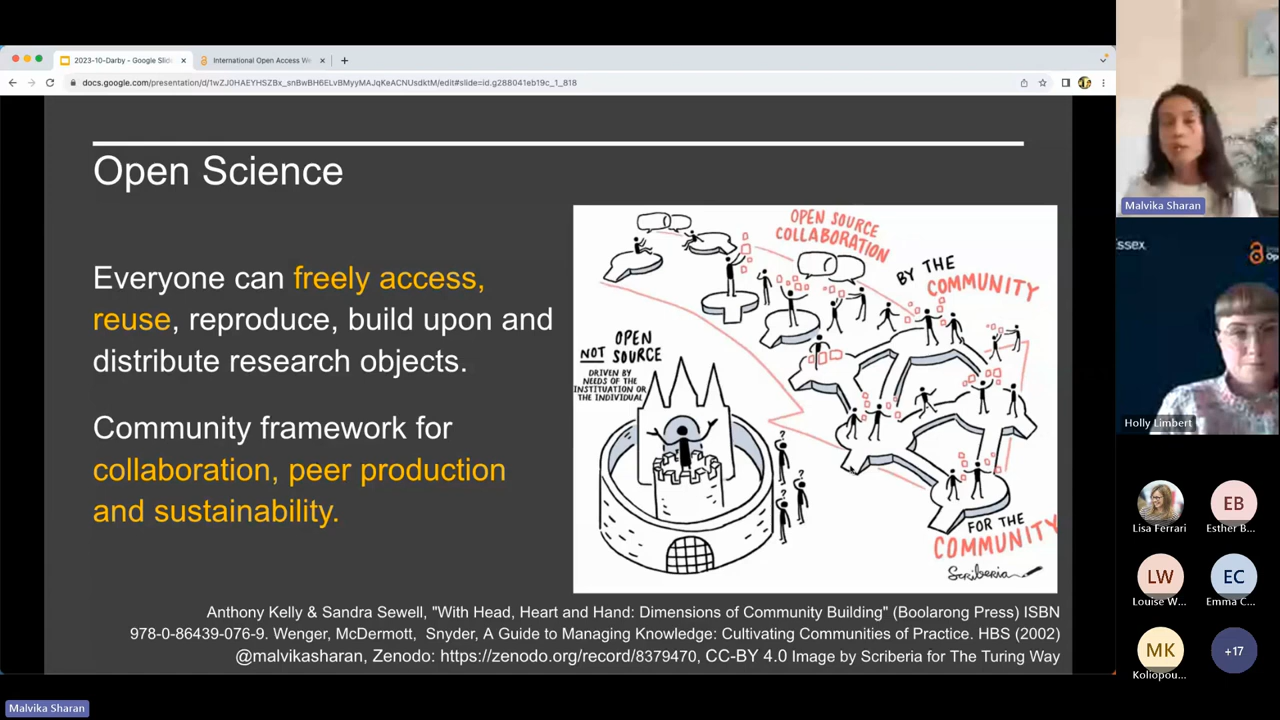 2023-10-Darby - Google Slid
International Open Access We
docs.google.com/presentation/d/1wZJ0HAEYHSZBx_snBwBH6ELvBMyyMAJqKeACNUsdktM/edit#slide=id.g288041eb19c_1_818
Open Science
Everyone can freely access,
reuse, reproduce, build upon and
distribute research objects.
Community framework for
collaboration, peer production
and sustainability.
OPEN SOURCE
COLLABORATION
BY THE
COMMUNITY
OPEN
NOT SOURCE
DRIVEN BY
NEEDS OF THE
INSTITUATION OR
THE INDIVIDUAL
?
?
?
FOR THE
COMMUNITY
Scriberia
Anthony Kelly & Sandra Sewell, "With Head, Heart and Hand: Dimensions of Community Building" (Boolarong Press) ISBN
978-0-86439-076-9. Wenger, McDermott, Snyder, A Guide to Managing Knowledge: Cultivating Communities of Practice. HBS (2002)
@malvikasharan, Zenodo: https://zenodo.org/record/8379470, CC-BY 4.0 Image by Scriberia for The Turing Way
Malvika Sharan
Malvika Sharan
Holly Limbert
Lisa Ferrari
EB
Esther B...
LW
Louise W...
EC
Emma C...
MK
Koliopou...
+17